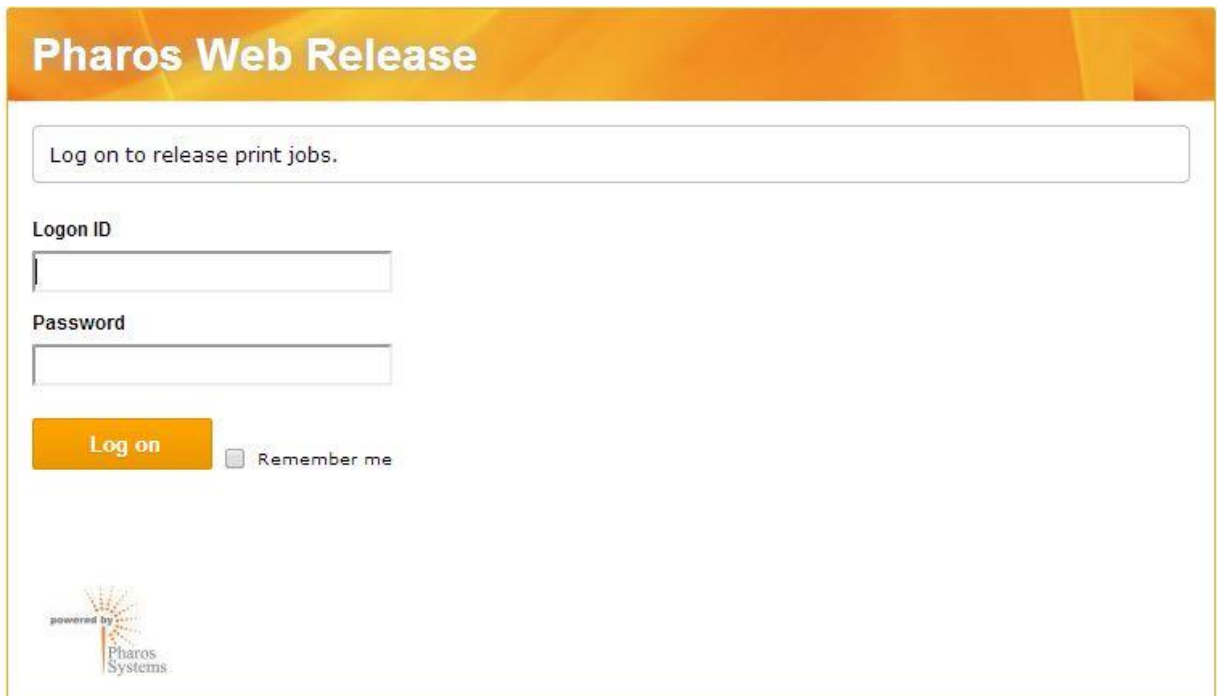 Pharos Web Release
Log on to release print jobs.
Logon ID
Password
Log on
Remember me
powered by
Pharos
Systems